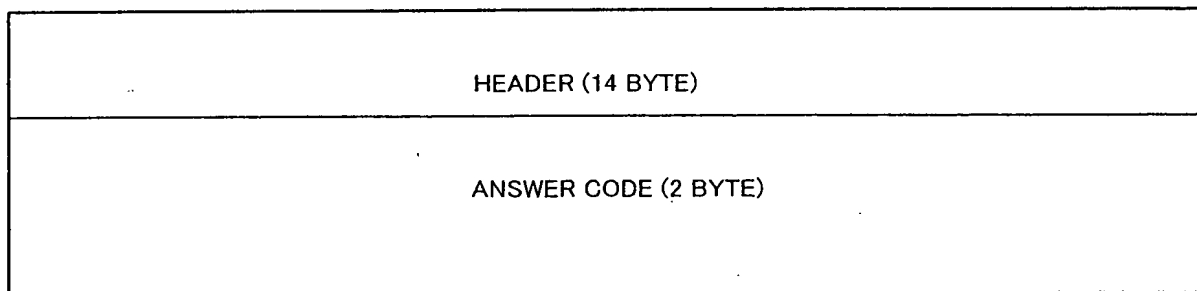 HEADER (14 BYTE)
ANSWER CODE (2 BYTE)